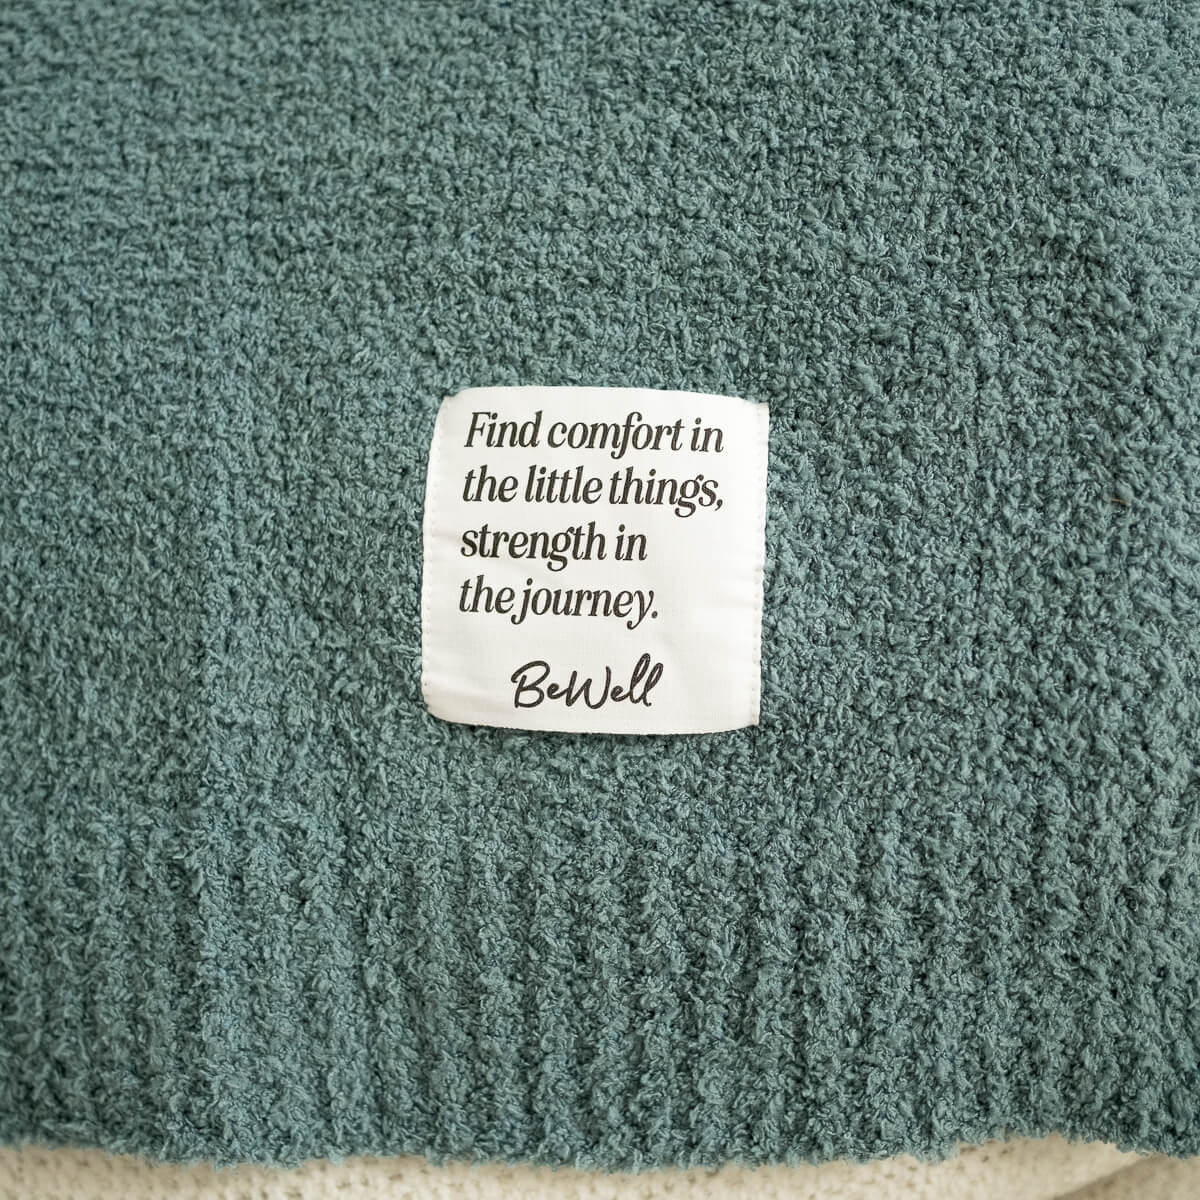 Find comfort in
the little things,
strength in
the journey.
BeWell